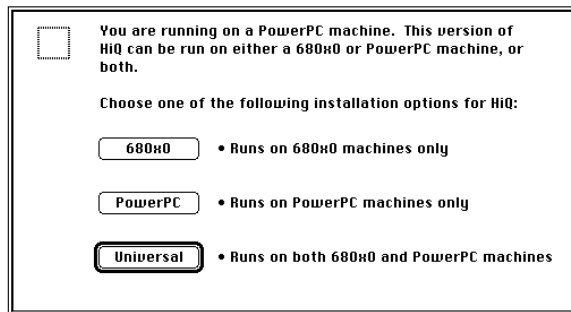 You are running on a PowerPC machine.  This version of
HiQ can be run on either a 680x0 or PowerPC machine, or
both.
Choose one of the following installation options for HiQ:
680x0 • Runs on 680x0 machines only
PowerPC • Runs on PowerPC machines only
Universal • Runs on both 680x0 and PowerPC machines